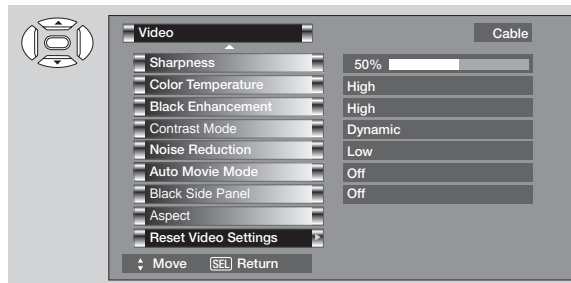 Video Cable
Sharpness 50%
Color Temperature High
Black Enhancement High
Contrast Mode Dynamic
Noise Reduction Low
Auto Movie Mode Off
Black Side Panel Off
Aspect
Reset Video Settings
Move SEL Return